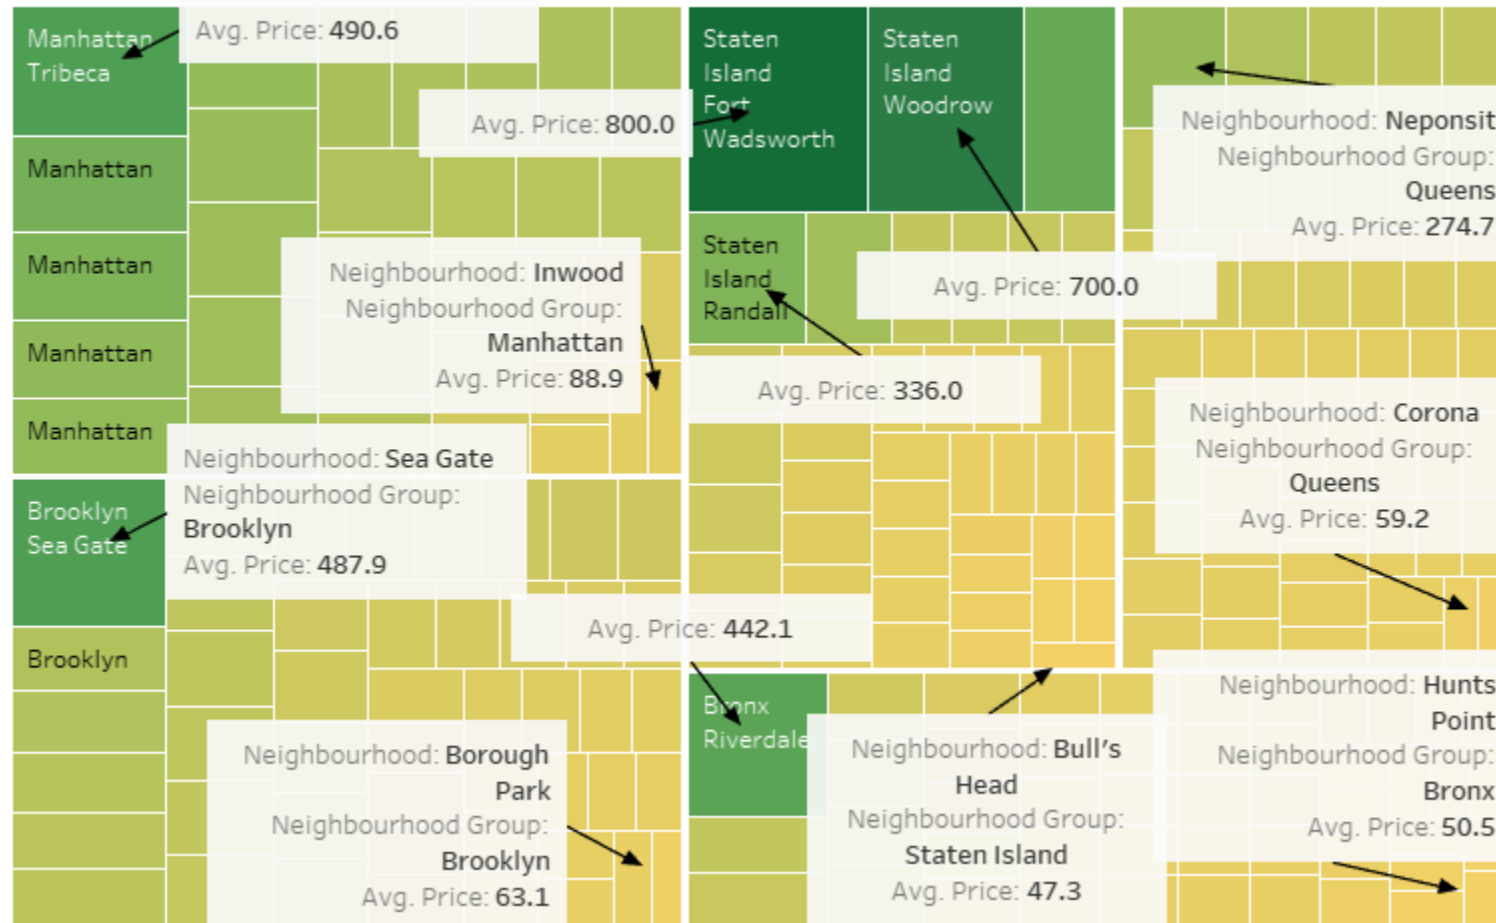 Manhattan
Tribeca
Avg. Price: 490.6
Manhattan
Manhattan
Manhattan
Manhattan
Avg. Price: 800.0
Staten
Island
Fort
Wadsworth
Staten
Island
Woodrow
Staten
Island
Randall
Avg. Price: 700.0
Avg. Price: 336.0
Neighbourhood: Inwood
Neighbourhood Group:
Manhattan
Avg. Price: 88.9
Neighbourhood: Neponsit
Neighbourhood Group:
Queens
Avg. Price: 274.7
Neighbourhood: Corona
Neighbourhood Group:
Queens
Avg. Price: 59.2
Brooklyn
Sea Gate
Neighbourhood: Sea Gate
Neighbourhood Group:
Brooklyn
Avg. Price: 487.9
Brooklyn
Avg. Price: 442.1
Bronx
Riverdale
Neighbourhood: Borough
Park
Neighbourhood Group:
Brooklyn
Avg. Price: 63.1
Neighbourhood: Bull's
Head
Neighbourhood Group:
Staten Island
Avg. Price: 47.3
Neighbourhood: Hunts
Point
Neighbourhood Group:
Bronx
Avg. Price: 50.5